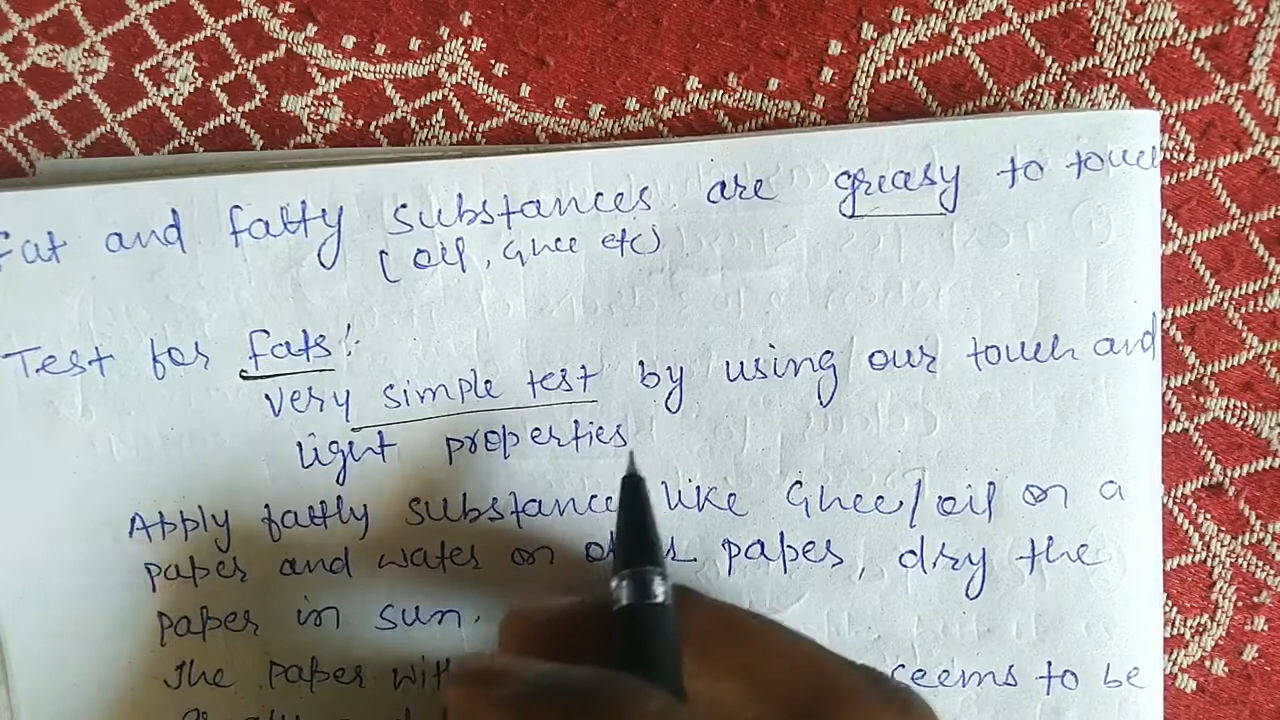 Fat and fatty substances are greasy to touch
(oil, Ghee etc)
Test for fats:
very simple test by using our touch and
light properties
Apply fattly substance like Ghee/oil on a
paper and water on paper, dry the
paper in sun.
The paper seems to be